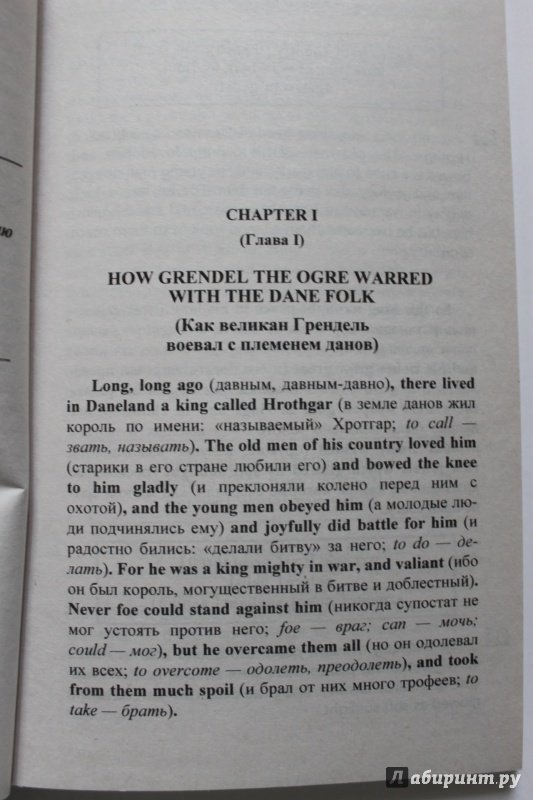 ую
CHAPTER I
(Глава I)
HOW GRENDEL THE OGRE WARRED
WITH THE DANE FOLK
(Как великан Грендель
воевал с племенем данов)
Long, long ago (давным, давным-давно), there lived
in Daneland a king called Hrothgar (в земле данов жил
король по имени: «называемый» Хротгар; to call —
звать, называть). The old men of his country loved him
(старики в его стране любили его) and bowed the knee
to him gladly (и преклоняли колено перед ним с
охотой), and the young men obeyed him (а молодые лю-
ди подчинялись ему) and joyfully did battle for him (и
радостно бились: «делали битву» за него; to do — де-
лать). For he was a king mighty in war, and valiant (ибо
он был король, могущественный в битве и доблестный).
Never foe could stand against him (никогда супостат не
мог устоять против него; foe — враг; can — мочь;
could — мог), but he overcame them all (но он одолевал
их всех; to overcome — одолеть, преодолеть), and took
from them much spoil (и брал от них много трофеев; to
take — брать).
Лабиринт.ру